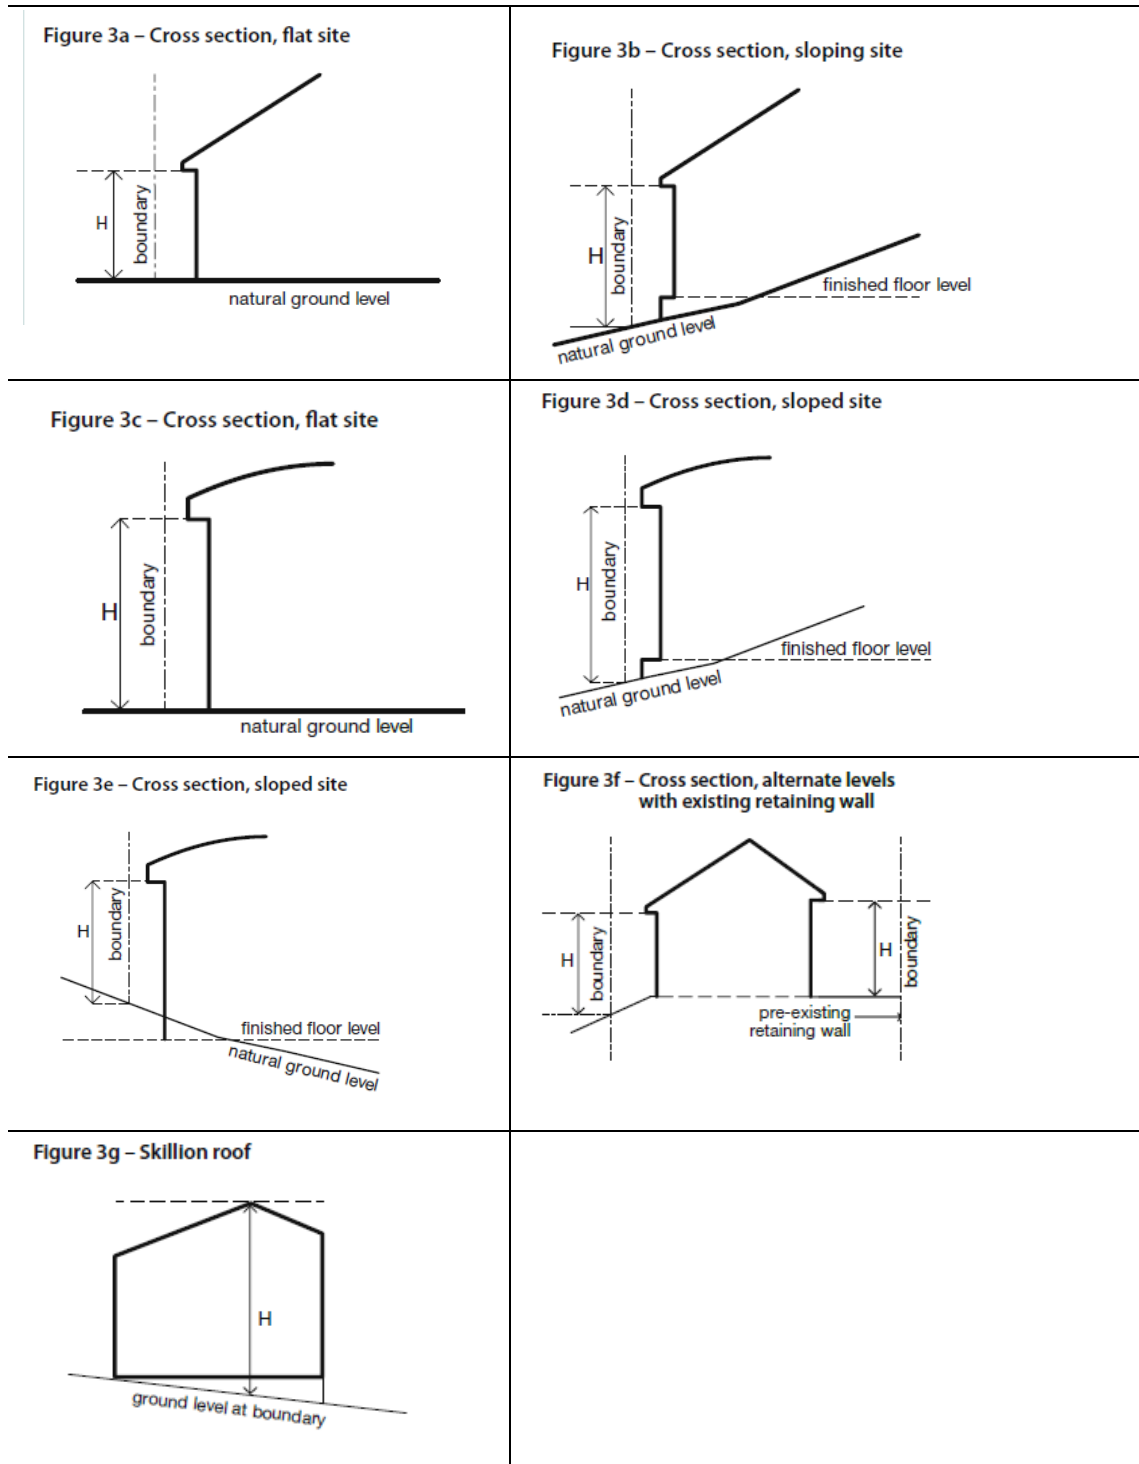 Figure 3a – Cross section, flat site
H
boundary
natural ground level
Figure 3b – Cross section, sloping site
H
boundary
finished floor level
natural ground level
Figure 3c – Cross section, flat site
H
boundary
natural ground level
Figure 3d – Cross section, sloped site
H
boundary
finished floor level
natural ground level
Figure 3e – Cross section, sloped site
H
boundary
finished floor level
natural ground level
Figure 3f – Cross section, alternate levels
with existing retaining wall
H
boundary
H
boundary
pre-existing
retaining wall
Figure 3g – Skillion roof
H
ground level at boundary